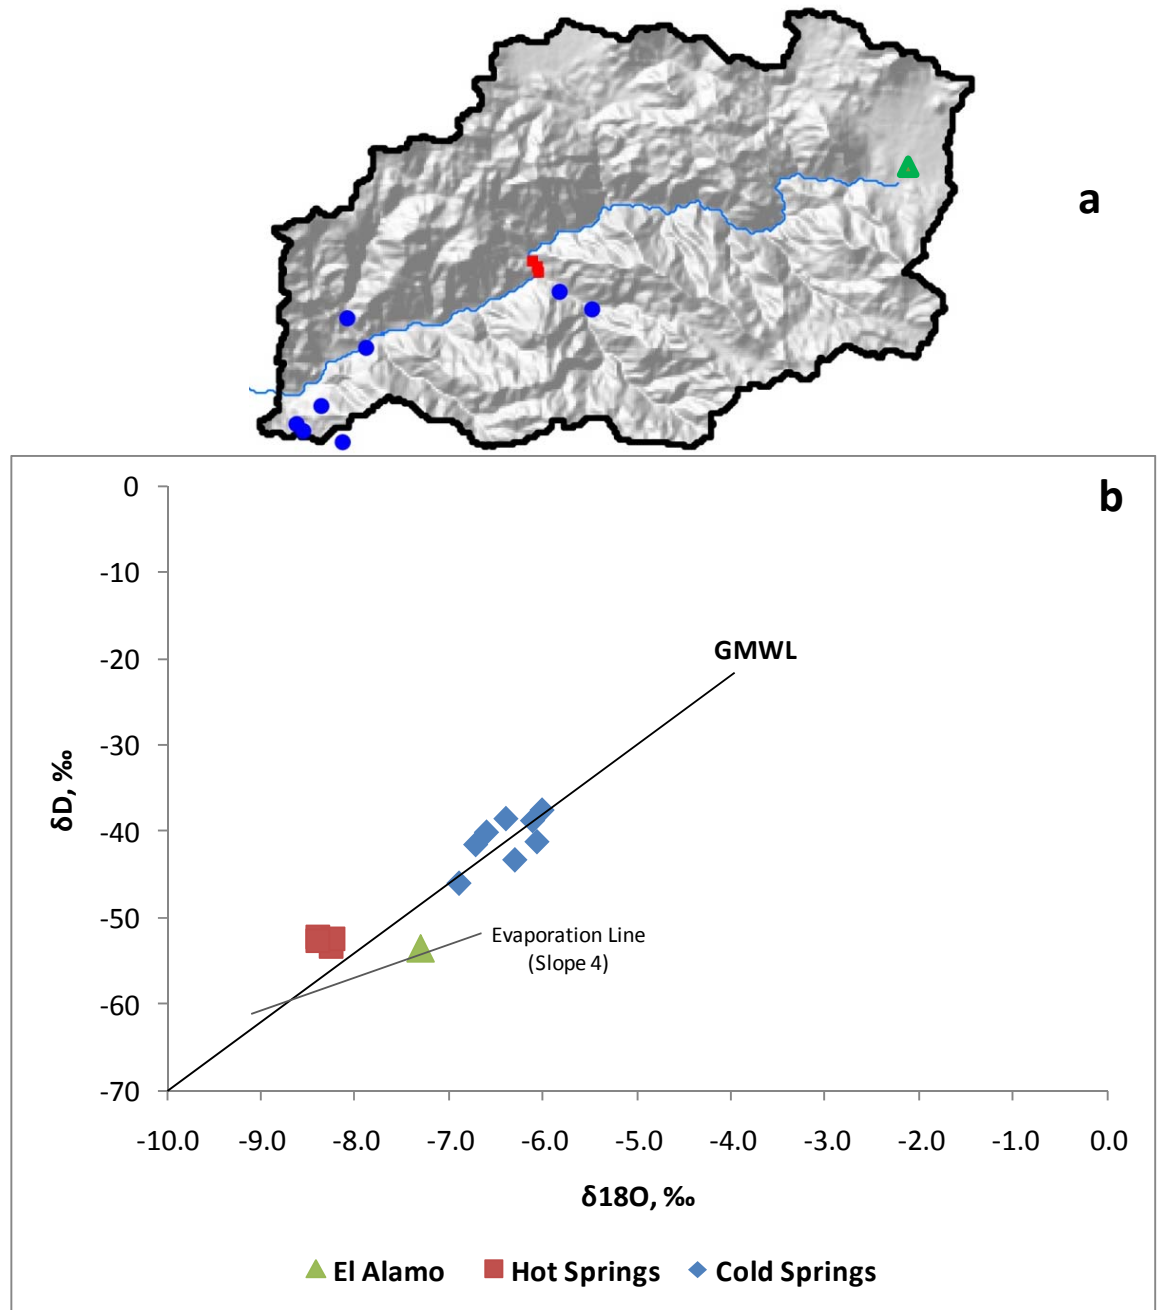 a
b
0
-10
-20
-30
-40
-50
-60
-70
δD, ‰
GMWL
Evaporation Line
(Slope 4)
-10.0 -9.0 -8.0 -7.0 -6.0 -5.0 -4.0 -3.0 -2.0 -1.0 0.0
δ18O, ‰
El Alamo Hot Springs Cold Springs